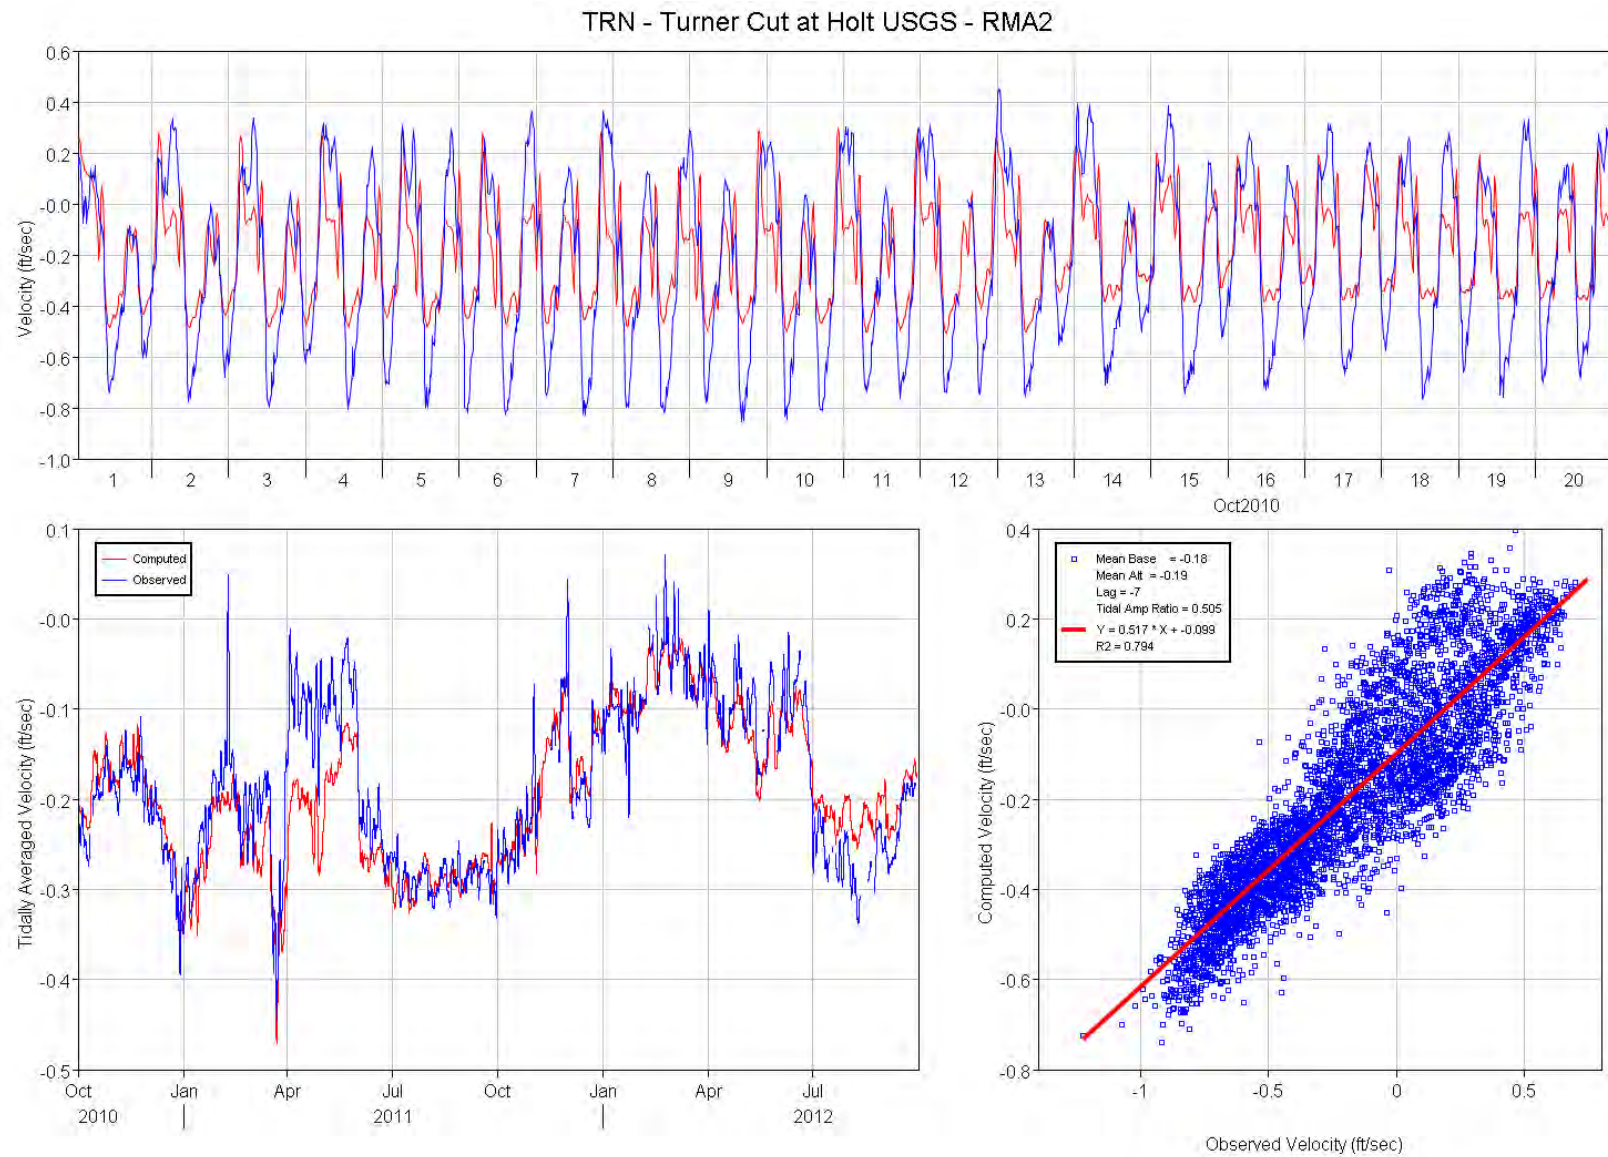 TRN - Turner Cut at Holt USGS - RMA2
0.6
0.4
0.2
-0.0
-0.2
-0.4
-0.6
-0.8
-1.0
Velocity (ft/sec)
1 2 3 4 5 6 7 8 9 10 11 12 13 14 15 16 17 18 19 20
Oct2010
0.1
-0.0
-0.1
-0.2
-0.3
-0.4
-0.5
Tidally Averaged Velocity (ft/sec)
Computed
Observed
Oct Jan Apr Jul Oct Jan Apr Jul
2010 2011 2012
0.4
0.2
-0.0
-0.2
-0.4
-0.6
-0.8
Computed Velocity (ft/sec)
Mean Base = -0.18
Mean Alt = -0.19
Lag = -7
Tidal Amp Ratio = 0.505
Y = 0.517 * X + -0.099
R2 = 0.794
-1 -0.5 0 0.5
Observed Velocity (ft/sec)